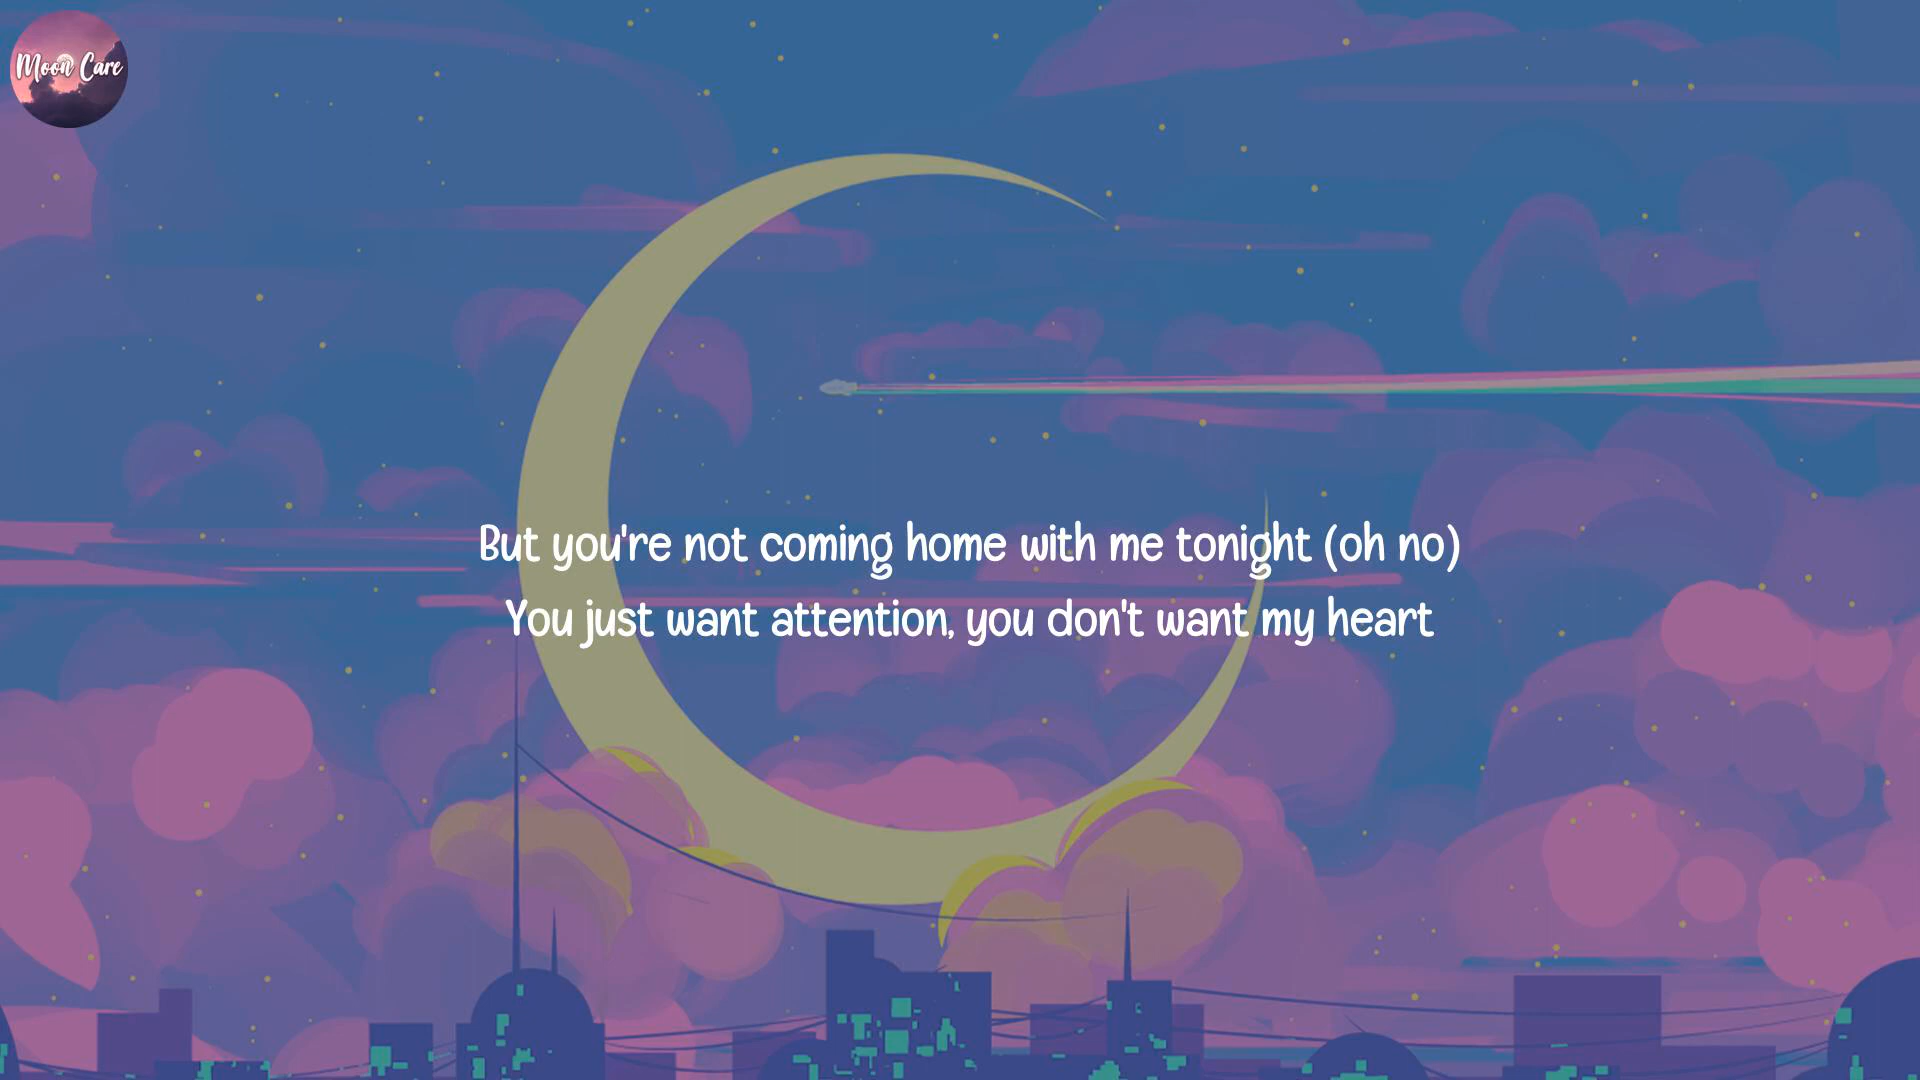 Moon Care
But you're not coming home with me tonight (oh no)
You just want attention, you don't want my heart